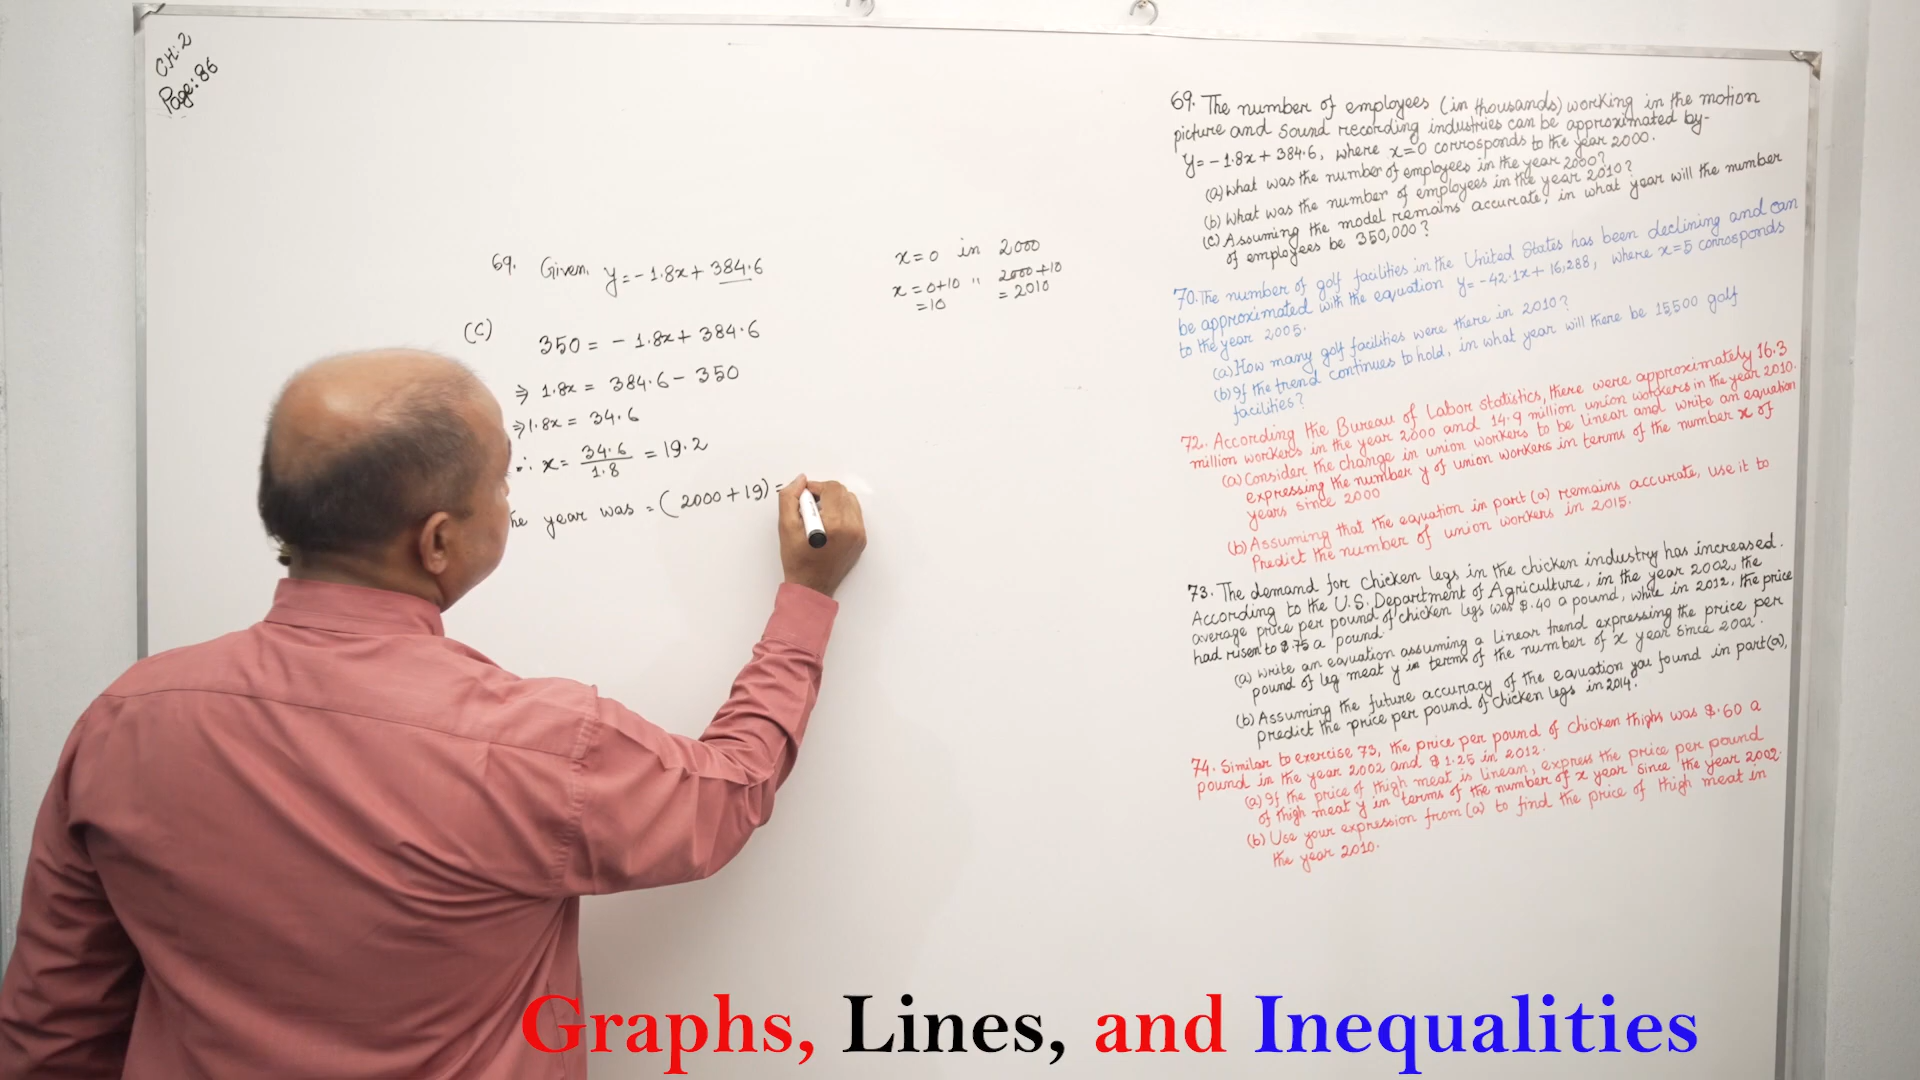 CH:2
Page:86
69. Given, y=-1.8x+384.6
x=0 in 2000
x=0+10 " 2000+10
=10 =2010
(C) 350 = -1.8x+384.6
⇒ 1.8x = 384.6-350
⇒1.8x = 34.6
∴ x= 34.6/1.8 = 19.2
he year was = (2000+19)=
69. The number of employees (in thousands) working in the motion
picture and sound recording industries can be approximated by-
y=-1.8x+384.6, where x=0 corrosponds to the year 2000.
(a) what was the number of employees in the year 2000?
(b) What was the number of employees in the year 2010?
(C) Assuming the model remains accurate, in what year will the number
of employees be 350,000?
70. The number of golf facilities in the United States has been declining and can
be approximated with the equation y=-42.1x+16,288, where x=5 corrosponds
to the year 2005.
(a) How many golf facilities were there in 2010?
(b) If the trend continues to hold, in what year will there be 15,500 golf
facilities?
72. According the Bureau of Labor statistics, there were approximately 16.3
million workers in the year 2000 and 14.9 million union workers in the year 2010.
(a) Consider the change in union workers to be linear and write an equation
expressing the number y of union workers in terms of the number x of
years since 2000
(b) Assuming that the equation in part (a) remains accurate, use it to
Predict the number of union workers in 2015.
73. The demand for chicken legs in the chicken industry has increased.
According to the U.S. Department of Agriculture, in the year 2002, the
average price per pound of chicken legs was $.40 a pound, while in 2012, the price
had risen to $.75 a pound.
(a) write an equation assuming a linear trend expressing the price per
pound of leg meat y in terms of the number of x year since 2002.
(b) Assuming the future accuracy of the equation you found in part(a),
predict the price per pound of chicken legs in 2014.
74. Similar to exercise 73, the price per pound of chicken thighs was $.60 a
pound in the year 2002 and $1.25 in 2012.
(a) If the price of thigh meat is linear, express the price per pound
of thigh meat y in terms of the number of x year since the year 2002.
(b) Use your expression from (a) to find the price of thigh meat in
the year 2010.
Graphs, Lines, and Inequalities